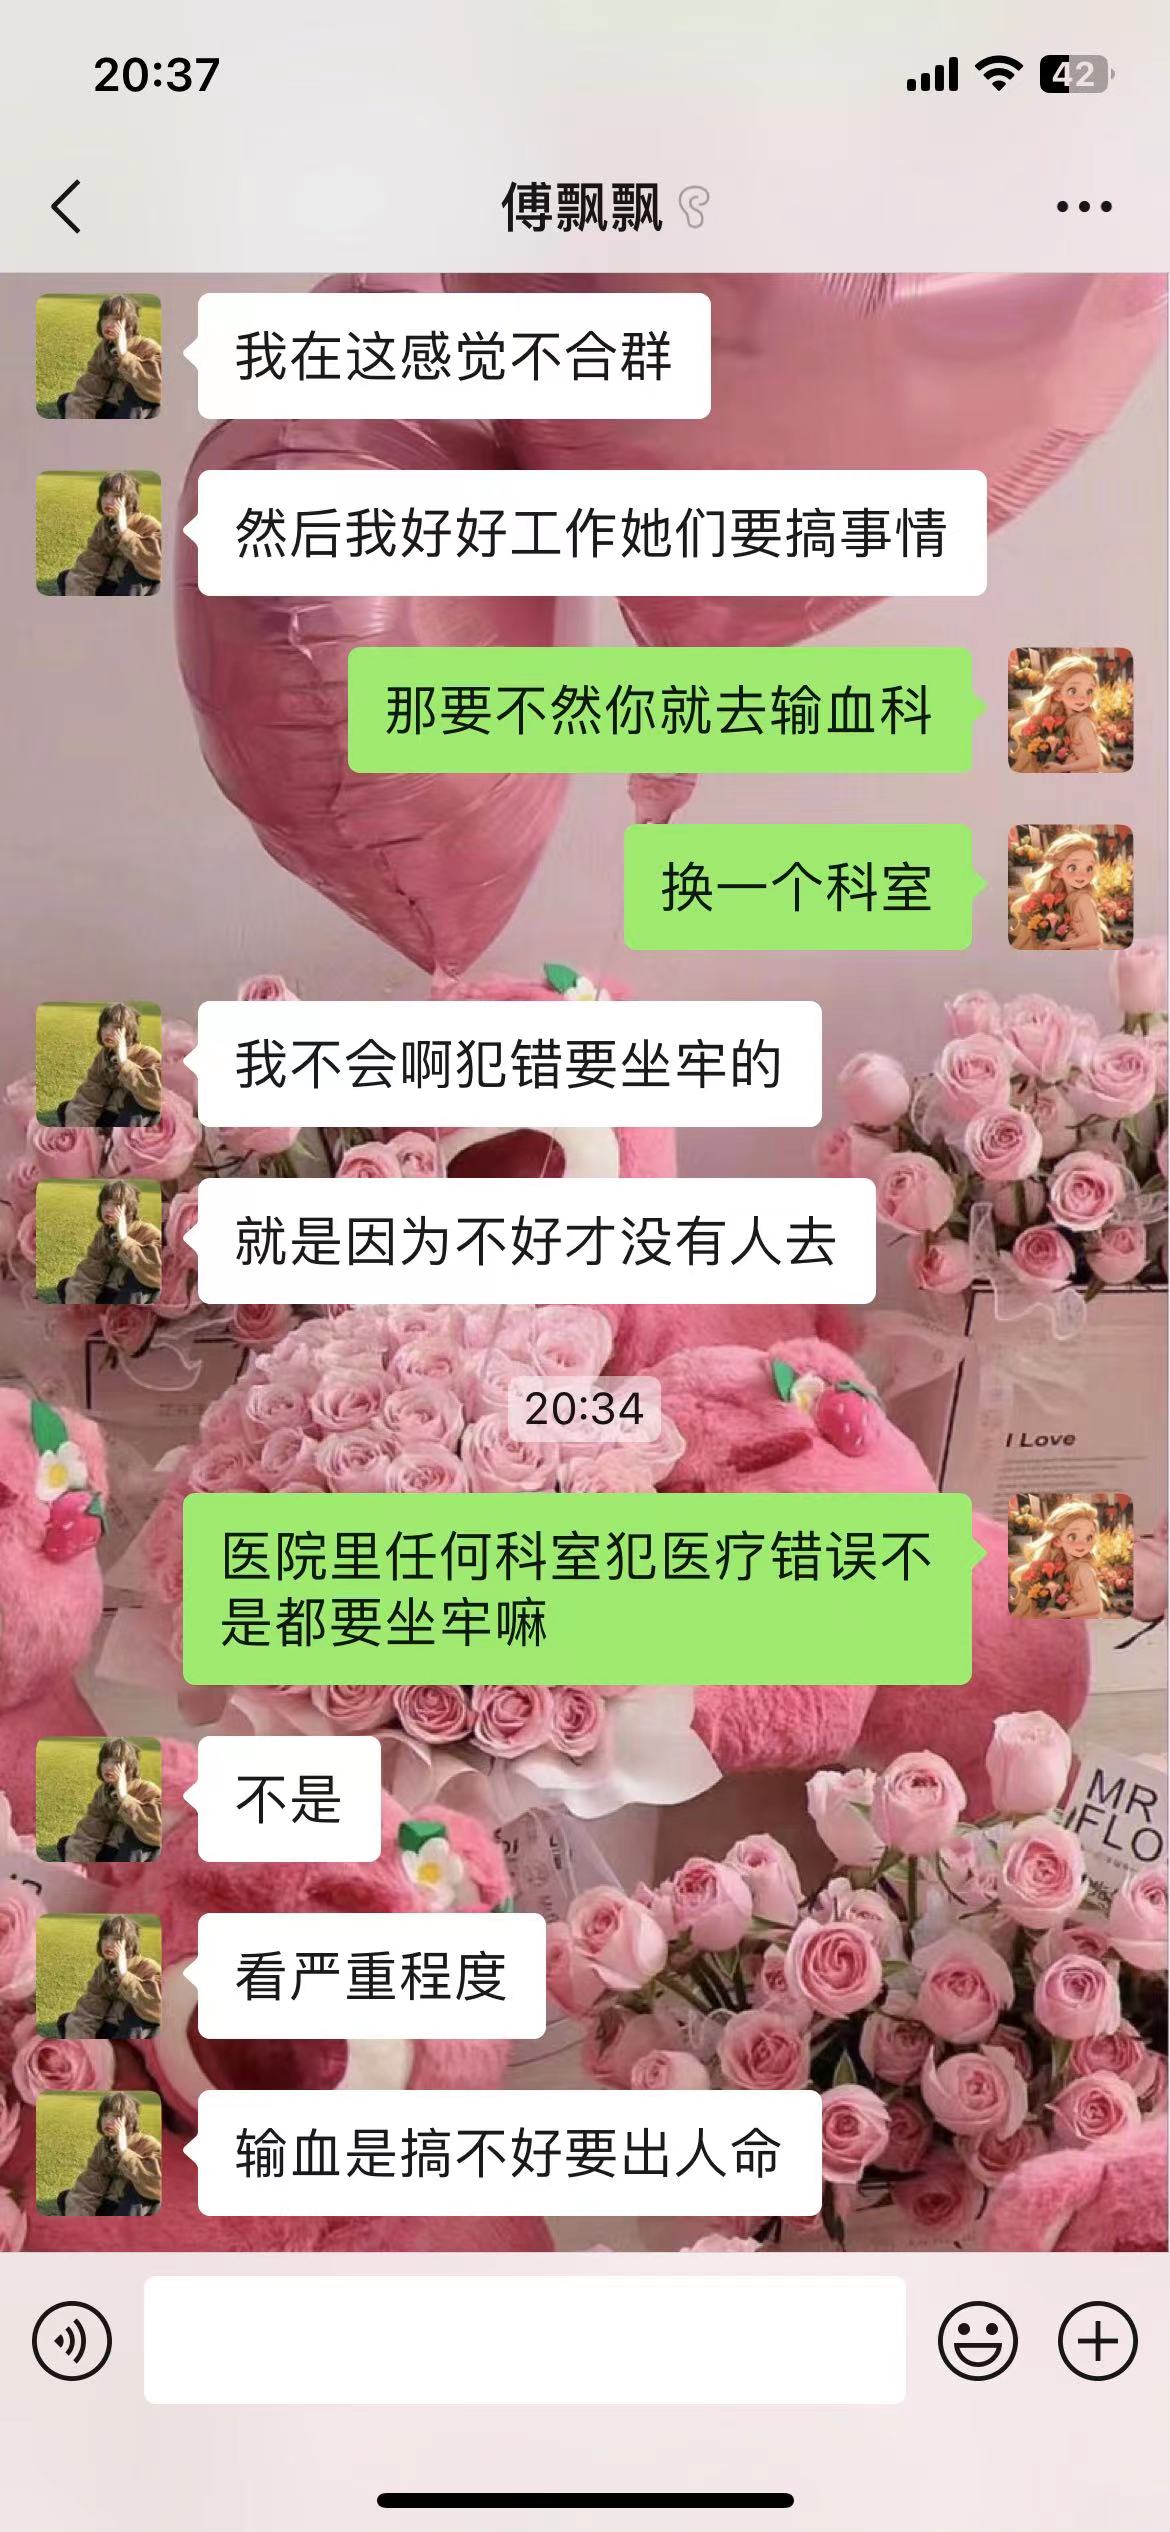 20:37
42
傅飘飘
我在这感觉不合群
然后我好好工作她们要搞事情
那要不然你就去输血科
换一个科室
我不会啊犯错要坐牢的
就是因为不好才没有人去
20:34
I Love
医院里任何科室犯医疗错误不
是都要坐牢嘛
不是
MR
FLO
看严重程度
输血是搞不好要出人命